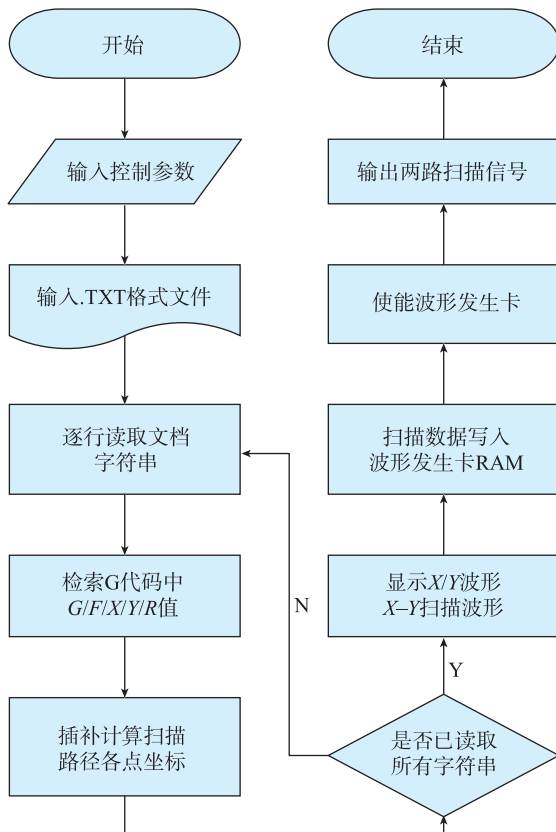 开始
输入控制参数
输入.TXT格式文件
逐行读取文档
字符串
检索G代码中
G/F/X/Y/R值
插补计算扫描
路径各点坐标
是否已读取
所有字符串
N
Y
显示X/Y波形
X–Y扫描波形
扫描数据写入
波形发生卡RAM
使能波形发生卡
输出两路扫描信号
结束